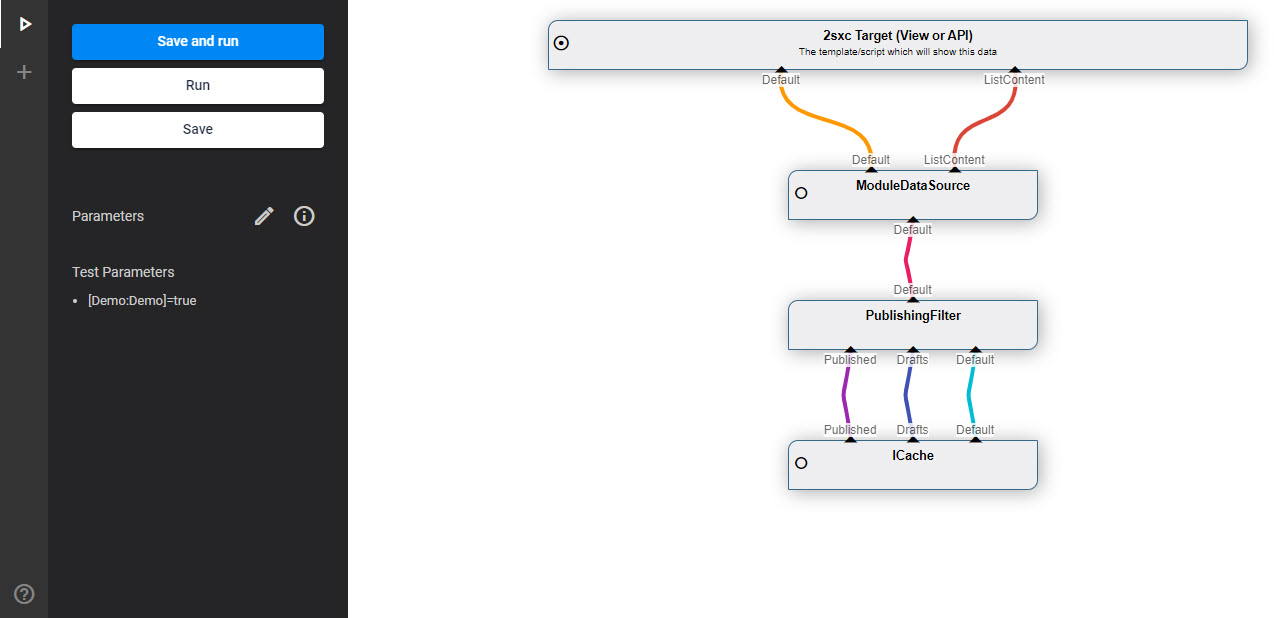 Save and run
Run
Save
Parameters
Test Parameters
[Demo:Demo]=true
2sxc Target (View or API)
The template/script which will show this data
Default ListContent
Default ListContent
ModuleDataSource
Default
Default
PublishingFilter
Published Drafts Default
Published Drafts Default
ICache